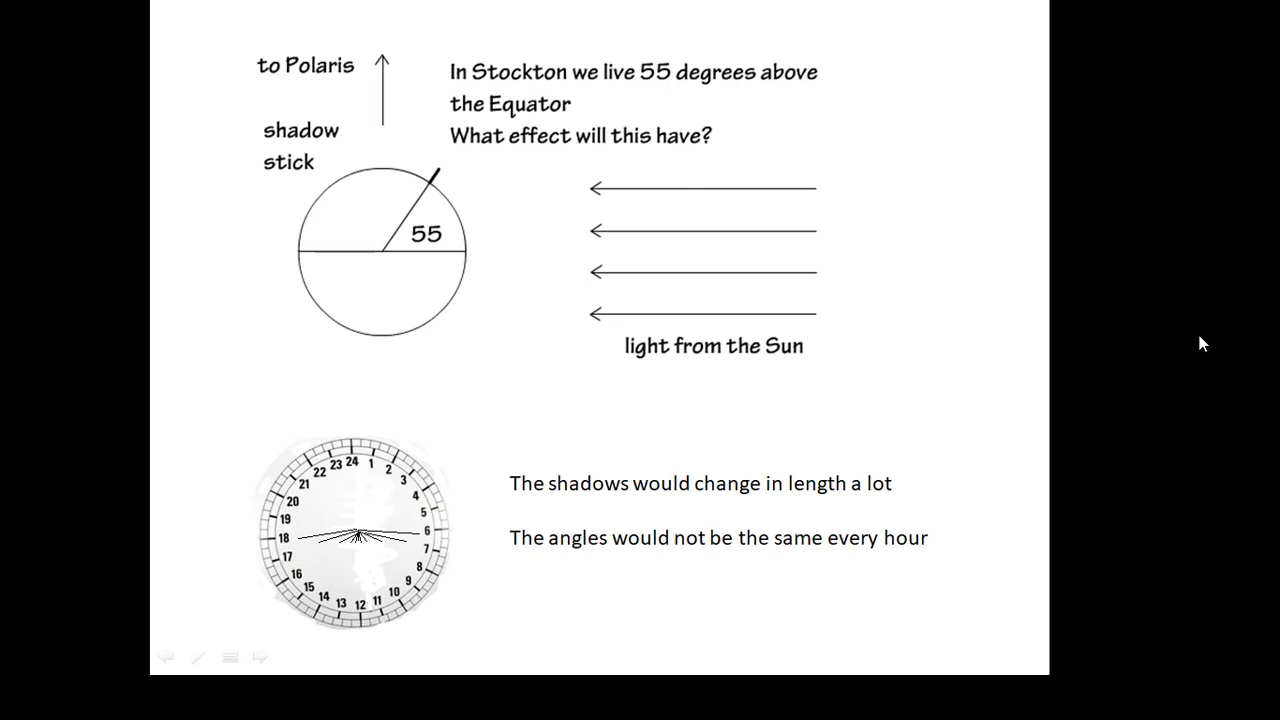 to Polaris
In Stockton we live 55 degrees above
the Equator
What effect will this have?
shadow
stick
55
light from the Sun
24
1
2
3
4
5
6
7
8
9
10
11
12
13
14
15
16
17
18
19
20
21
22
23
The shadows would change in length a lot
The angles would not be the same every hour